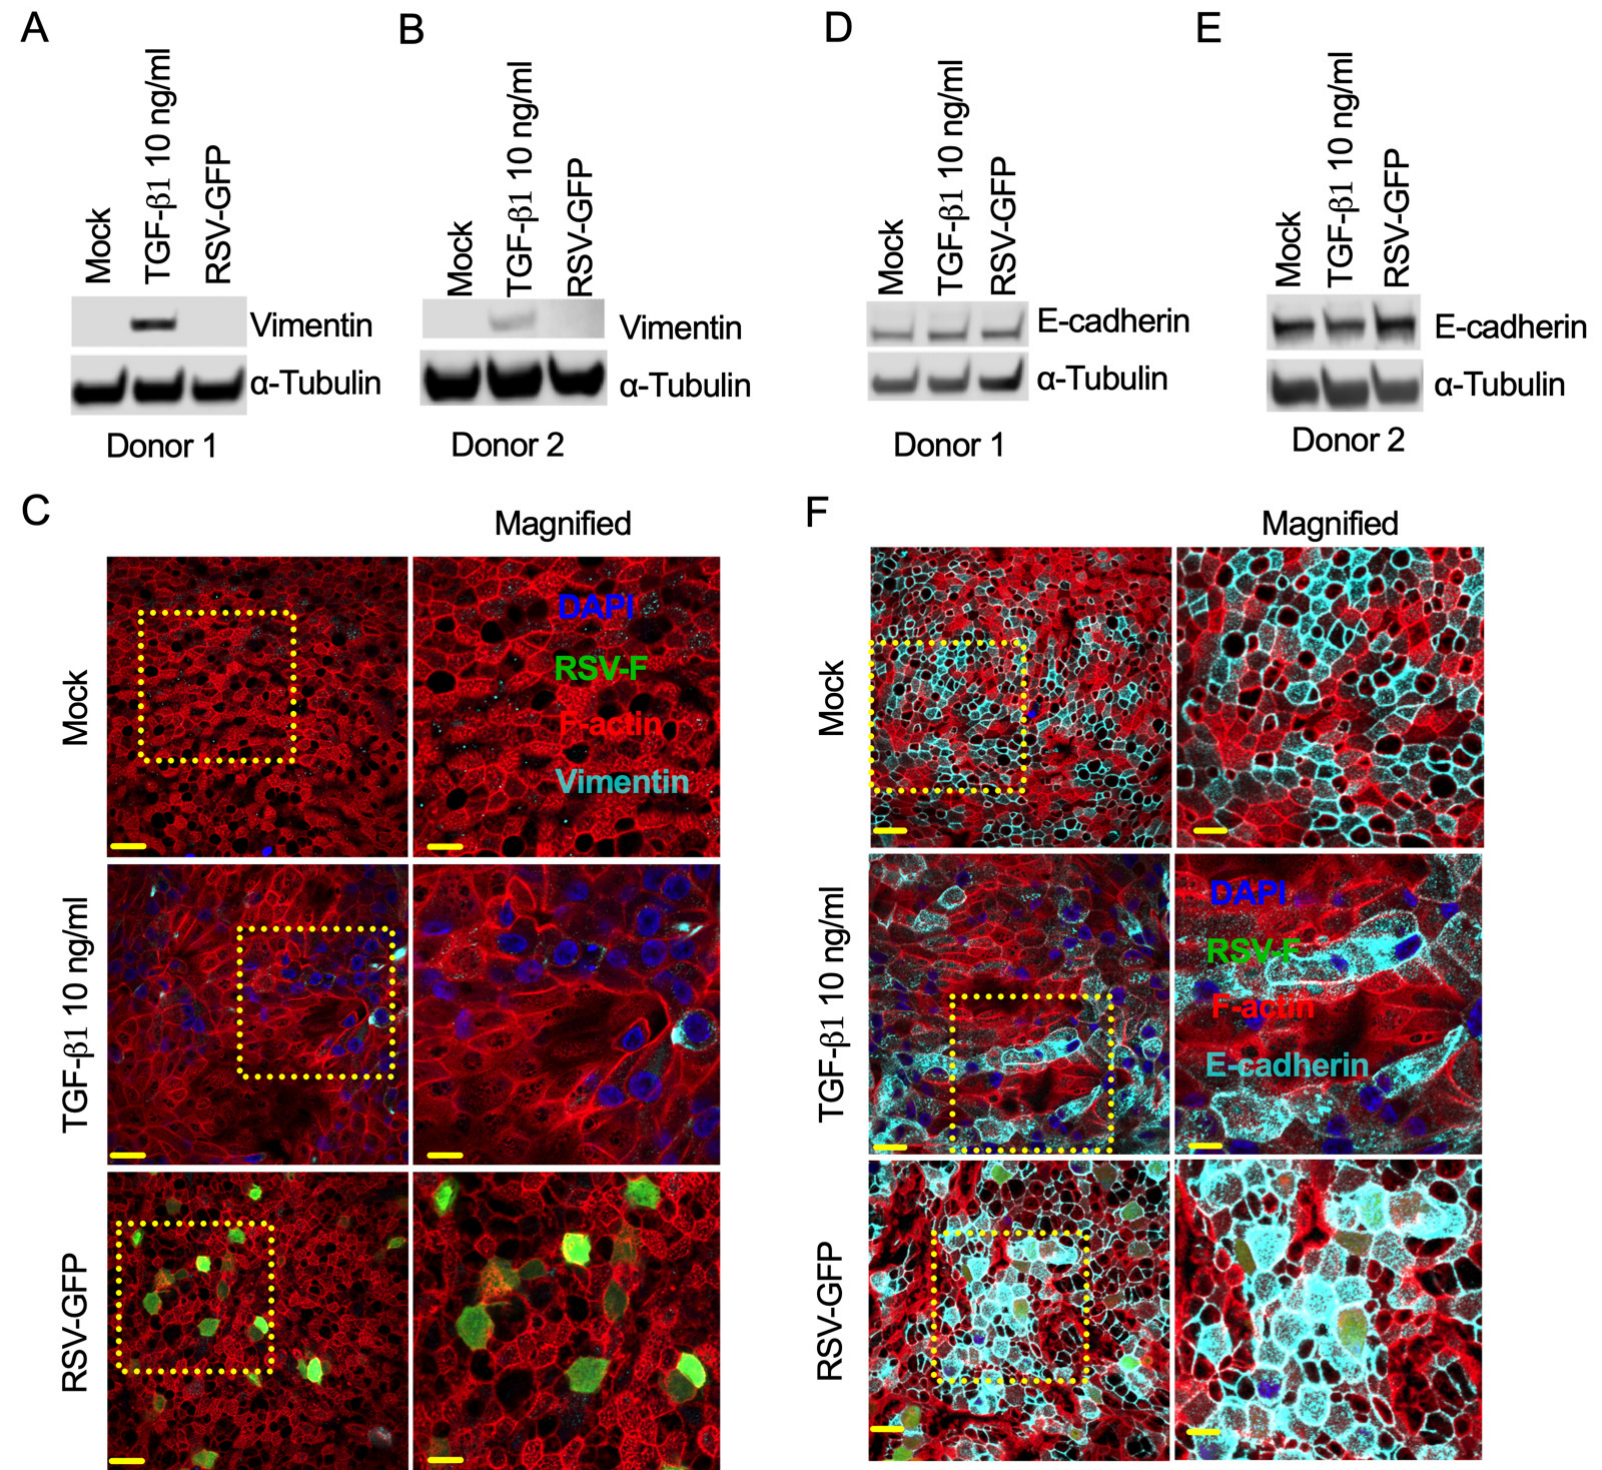 A
B
D
E
Mock
TGF-β1 10 ng/ml
RSV-GFP
Mock
TGF-β1 10 ng/ml
RSV-GFP
Mock
TGF-β1 10 ng/ml
RSV-GFP
Mock
TGF-β1 10 ng/ml
RSV-GFP
Vimentin
α-Tubulin
Donor 1
Vimentin
α-Tubulin
Donor 2
E-cadherin
α-Tubulin
Donor 1
E-cadherin
α-Tubulin
Donor 2
C
Magnified
Mock
DAPI
RSV-F
F-actin
Vimentin
TGF-β1 10 ng/ml
RSV-GFP
F
Magnified
Mock
TGF-β1 10 ng/ml
DAPI
RSV-F
F-actin
E-cadherin
RSV-GFP